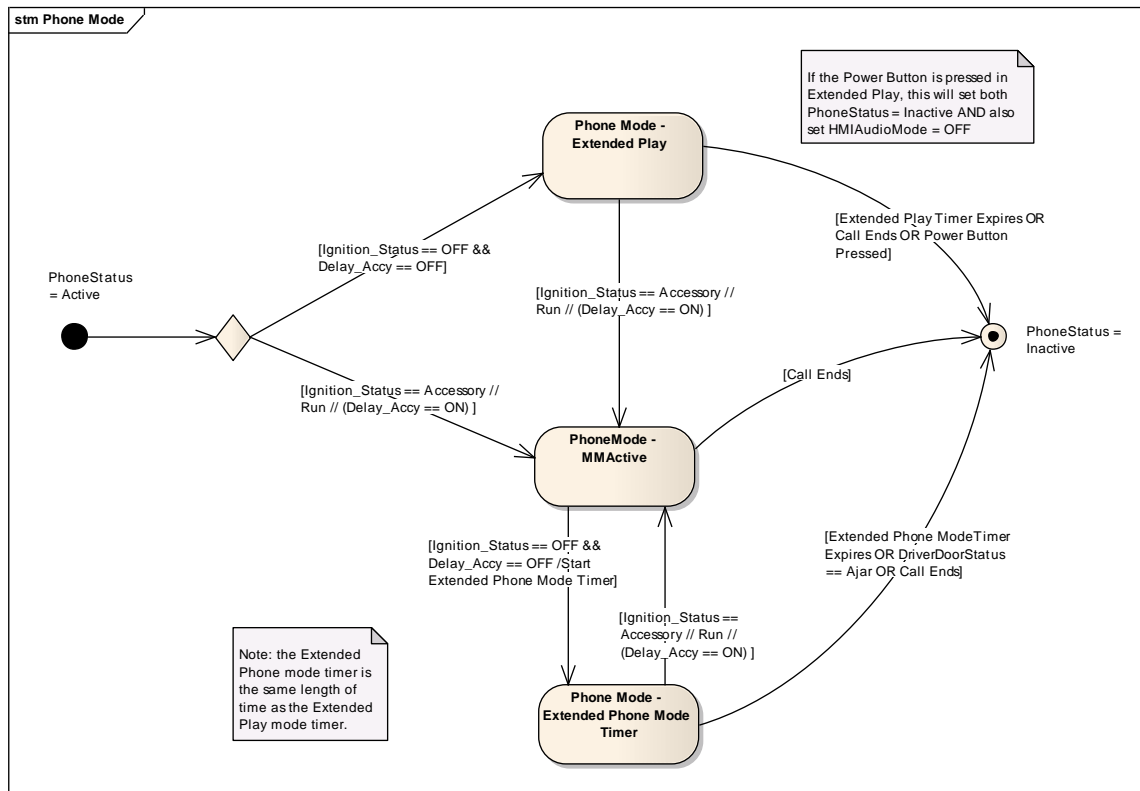 stm Phone Mode
If the Power Button is pressed in
Extended Play, this will set both
PhoneStatus = Inactive AND also
set HMIAudioMode = OFF
Phone Mode -
Extended Play
[Extended Play Timer Expires OR
Call Ends OR Power Button
Pressed]
[Ignition_Status == OFF &&
Delay_Accy == OFF]
PhoneStatus
= Active
[Ignition_Status == Accessory //
Run // (Delay_Accy == ON) ]
PhoneStatus =
Inactive
[Call Ends]
[Ignition_Status == Accessory //
Run // (Delay_Accy == ON) ]
PhoneMode -
MMActive
[Ignition_Status == OFF &&
Delay_Accy == OFF /Start
Extended Phone Mode Timer]
[Extended Phone ModeTimer
Expires OR DriverDoorStatus
== Ajar OR Call Ends]
[Ignition_Status ==
Accessory // Run //
(Delay_Accy == ON) ]
Note: the Extended
Phone mode timer is
the same length of
time as the Extended
Play mode timer.
Phone Mode -
Extended Phone Mode
Timer